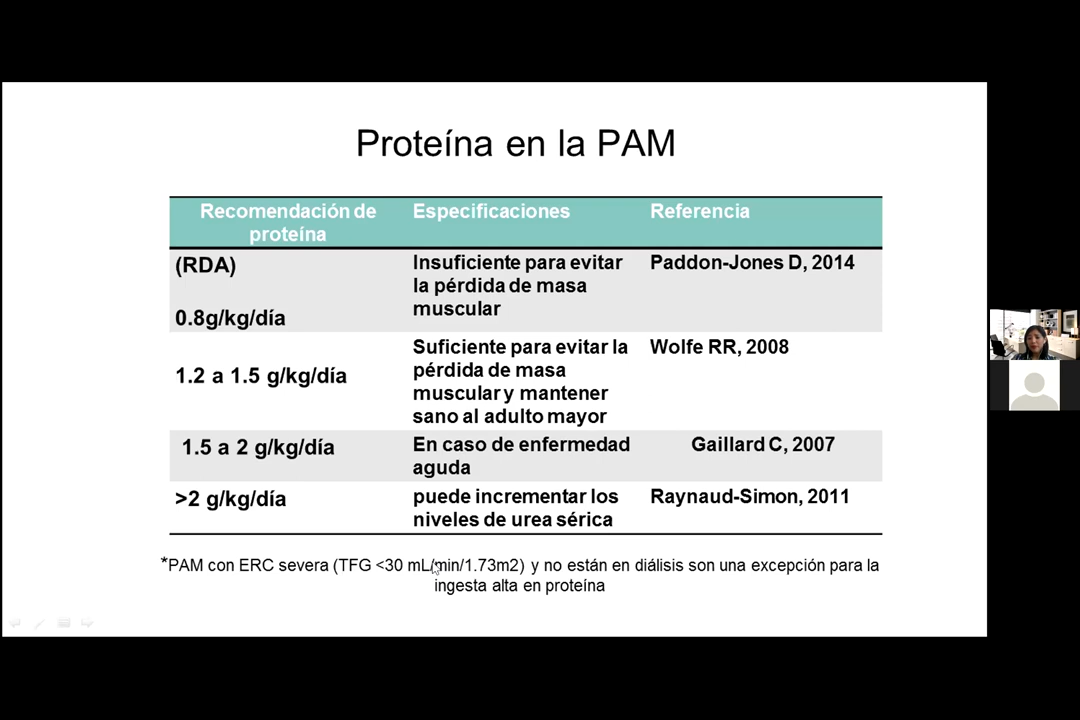 Proteína en la PAM
Recomendación de
proteína
Especificaciones
Referencia
(RDA)
0.8g/kg/día
Insuficiente para evitar
la pérdida de masa
muscular
Paddon-Jones D, 2014
1.2 a 1.5 g/kg/día
Suficiente para evitar la
pérdida de masa
muscular y mantener
sano al adulto mayor
Wolfe RR, 2008
1.5 a 2 g/kg/día
En caso de enfermedad
aguda
Gaillard C, 2007
>2 g/kg/día
puede incrementar los
niveles de urea sérica
Raynaud-Simon, 2011
*PAM con ERC severa (TFG <30 mL/min/1.73m2) y no están en diálisis son una excepción para la
ingesta alta en proteína